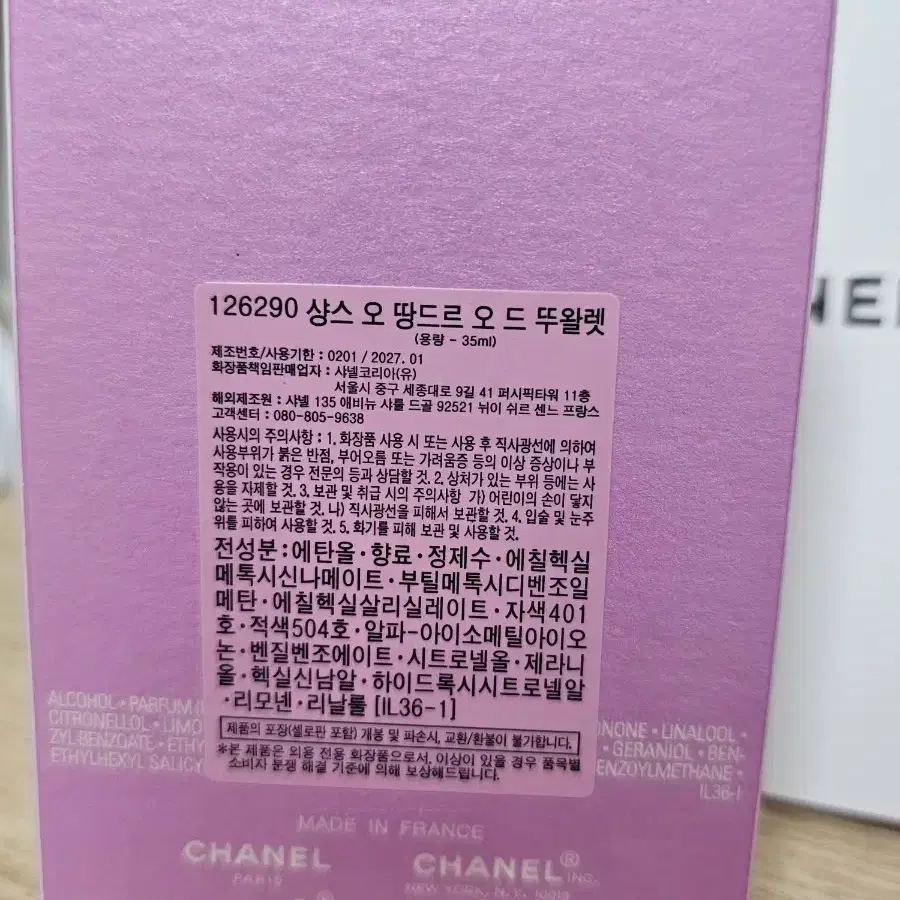 126290 샹스 오 땅드르 오 드 뚜왈렛
(용량 - 35ml)
제조번호/사용기한 : 0201 / 2027. 01
화장품책임판매업자 : 샤넬코리아(유)
서울시 중구 세종대로 9길 41 퍼시픽타워 11층
해외제조원 : 샤넬 135 애비뉴 샤를 드골 92521 뉘이 쉬르 센느 프랑스
고객센터 : 080-805-9638
사용시의 주의사항 : 1. 화장품 사용 시 또는 사용 후 직사광선에 의하여
사용부위가 붉은 반점, 부어오름 또는 가려움증 등의 이상 증상이나 부
작용이 있는 경우 전문의 등과 상담할 것. 2. 상처가 있는 부위 등에는 사
용을 자제할 것. 3. 보관 및 취급 시의 주의사항 가) 어린이의 손이 닿지
않는 곳에 보관할 것. 나) 직사광선을 피해서 보관할 것. 4. 입술 및 눈주
위를 피하여 사용할 것. 5. 화기를 피해 보관 및 사용할 것.
전성분:에탄올·향료·정제수·에칠헥실
메톡시신나메이트·부틸메톡시디벤조일
메탄·에칠헥실살리실레이트·자색401
호·적색504호·알파-아이소메틸아이오
논·벤질벤조에이트·시트로넬올·제라니
올·헥실신남알·하이드록시시트로넬알
·리모넨·리날룰 [IL36-1]
제품의 포장(셀로판 포함) 개봉 및 파손시, 교환/환불이 불가합니다.
*본 제품은 외용 전용 화장품으로서, 이상이 있을 경우 품목별
소비자 분쟁 해결 기준에 의해 보상해드립니다.
ALCOHOL • PARFUM
IONONE • LINALOOL •
CITRONELLOL • LIMO
• GERANIOL • BEN-
ZYL BENZOATE • ETHY
BENZOYLMETHANE •
ETHYLHEXYL SALICY
IL36-1
MADE IN FRANCE
CHANEL
PARIS
CHANEL® INC.
NEW YORK, N.Y. 10019
NE